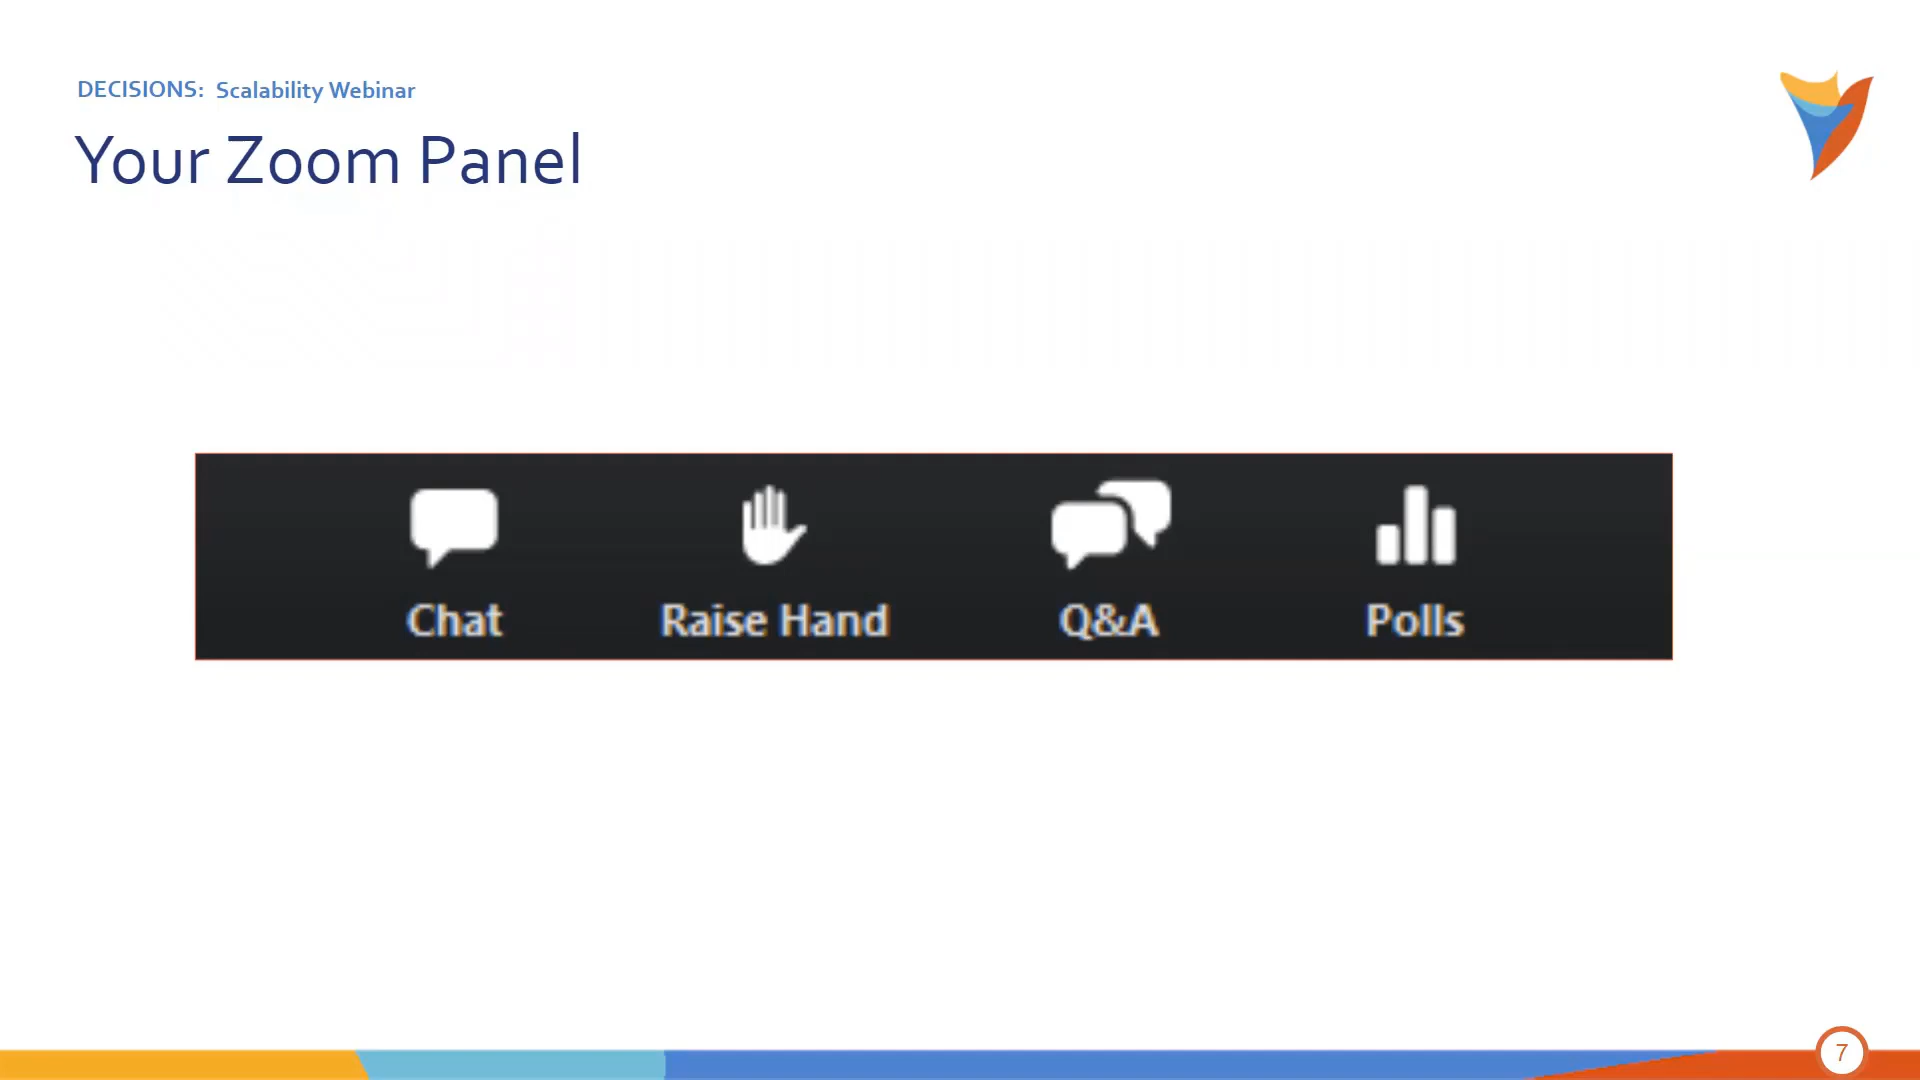 DECISIONS: Scalability Webinar
Your Zoom Panel
Chat Raise Hand Q&A Polls
7